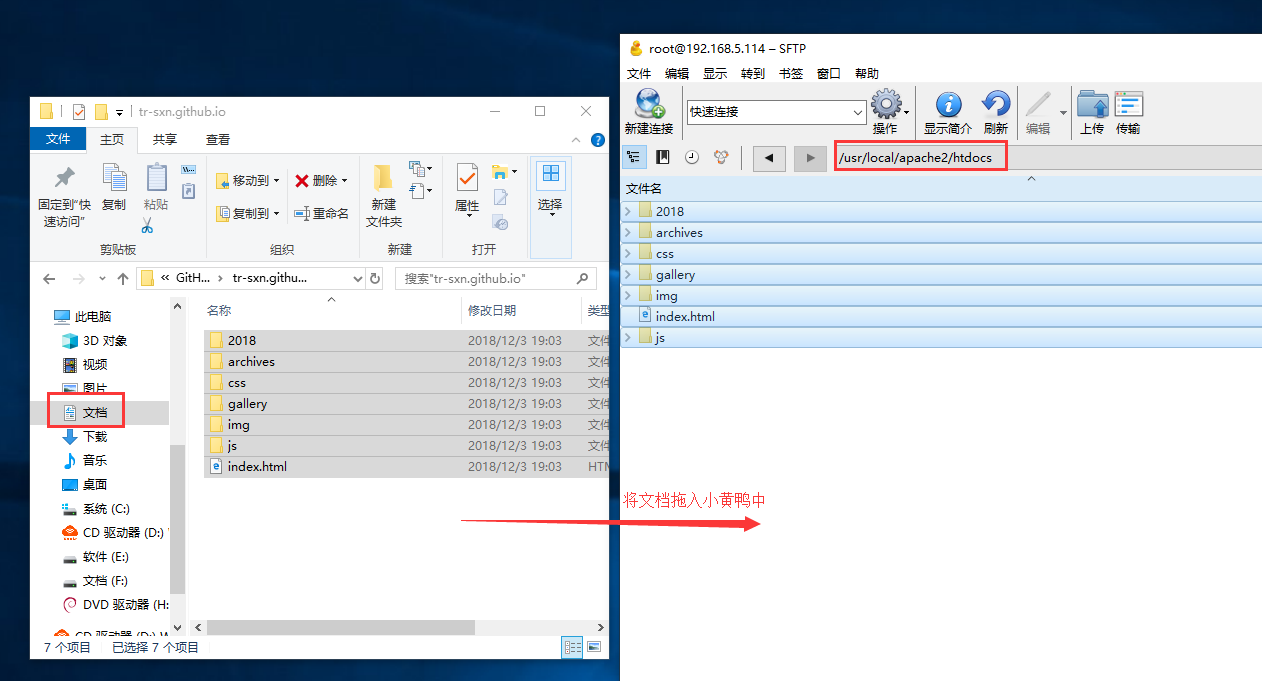 tr-sxn.github.io
文件 主页 共享 查看
固定到“快速访问”
复制
粘贴
移动到
复制到
删除
重命名
新建
文件夹
属性
选择
剪贴板 组织 新建 打开
« GitH... › tr-sxn.githu...
搜索"tr-sxn.github.io"
名称 修改日期 类型
此电脑
3D 对象
视频
图片
文档
下载
音乐
桌面
系统 (C:)
CD 驱动器 (D:)
软件 (E:)
文档 (F:)
DVD 驱动器 (H:
CD 驱动器 (D:) W
2018 2018/12/3 19:03 文件
archives 2018/12/3 19:03 文件
css 2018/12/3 19:03 文件
gallery 2018/12/3 19:03 文件
img 2018/12/3 19:03 文件
js 2018/12/3 19:03 文件
index.html 2018/12/3 19:03 HTM
7 个项目 已选择 7 个项目
root@192.168.5.114 – SFTP
文件 编辑 显示 转到 书签 窗口 帮助
新建连接
快速连接
操作
显示简介
刷新
编辑
上传
传输
/usr/local/apache2/htdocs
文件名
2018
archives
css
gallery
img
index.html
js
将文档拖入小黄鸭中